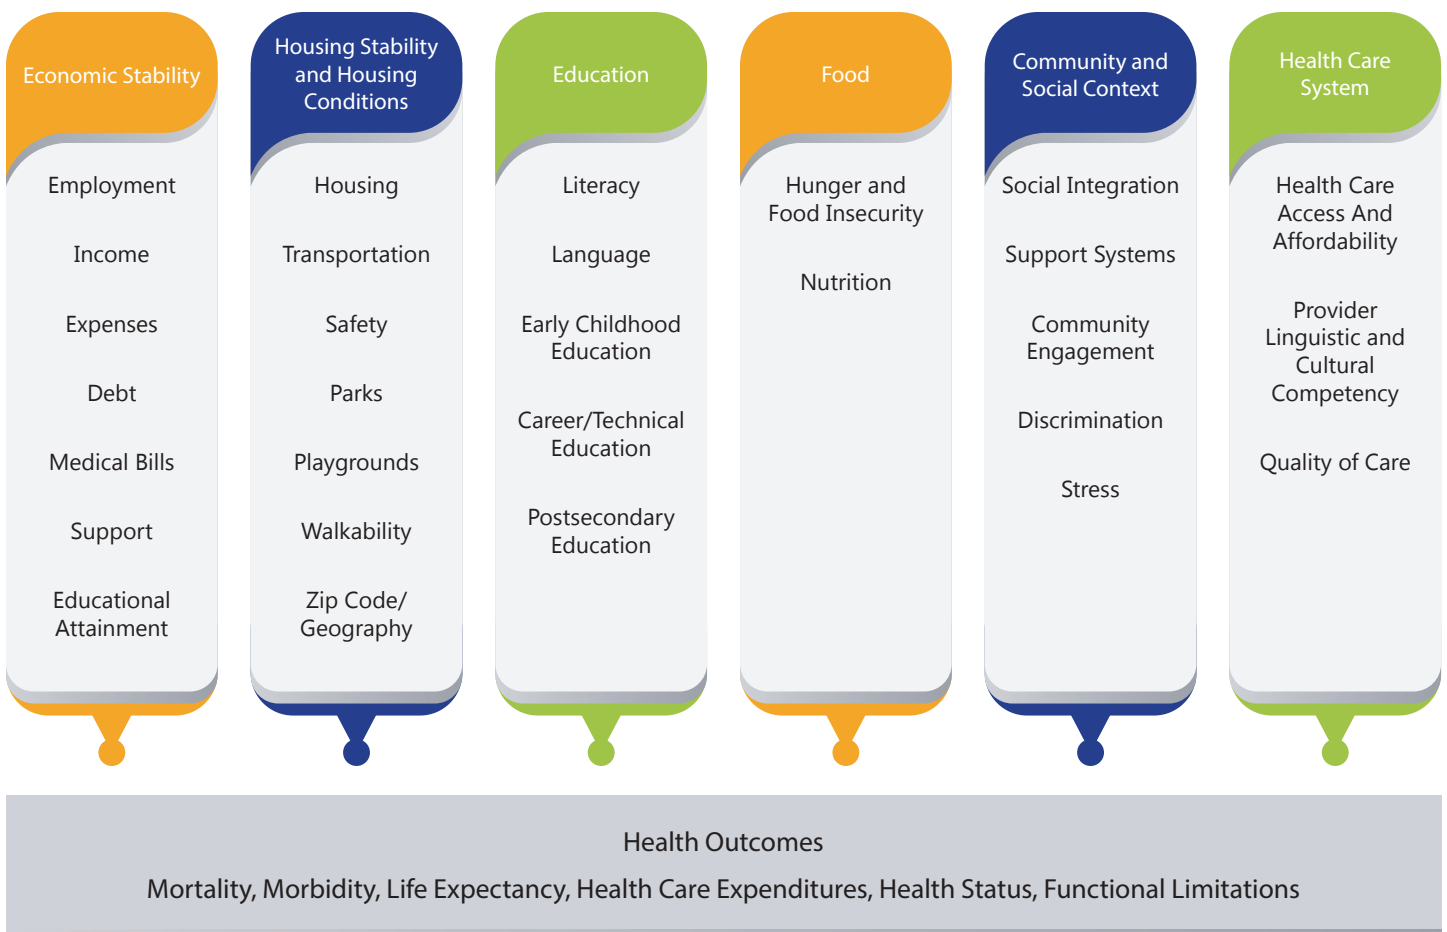 Economic Stability
Employment
Income
Expenses
Debt
Medical Bills
Support
Educational
Attainment
Housing Stability
and Housing
Conditions
Housing
Transportation
Safety
Parks
Playgrounds
Walkability
Zip Code/
Geography
Education
Literacy
Language
Early Childhood
Education
Career/Technical
Education
Postsecondary
Education
Food
Hunger and
Food Insecurity
Nutrition
Community and
Social Context
Social Integration
Support Systems
Community
Engagement
Discrimination
Stress
Health Care
System
Health Care
Access And
Affordability
Provider
Linguistic and
Cultural
Competency
Quality of Care
Health Outcomes
Mortality, Morbidity, Life Expectancy, Health Care Expenditures, Health Status, Functional Limitations